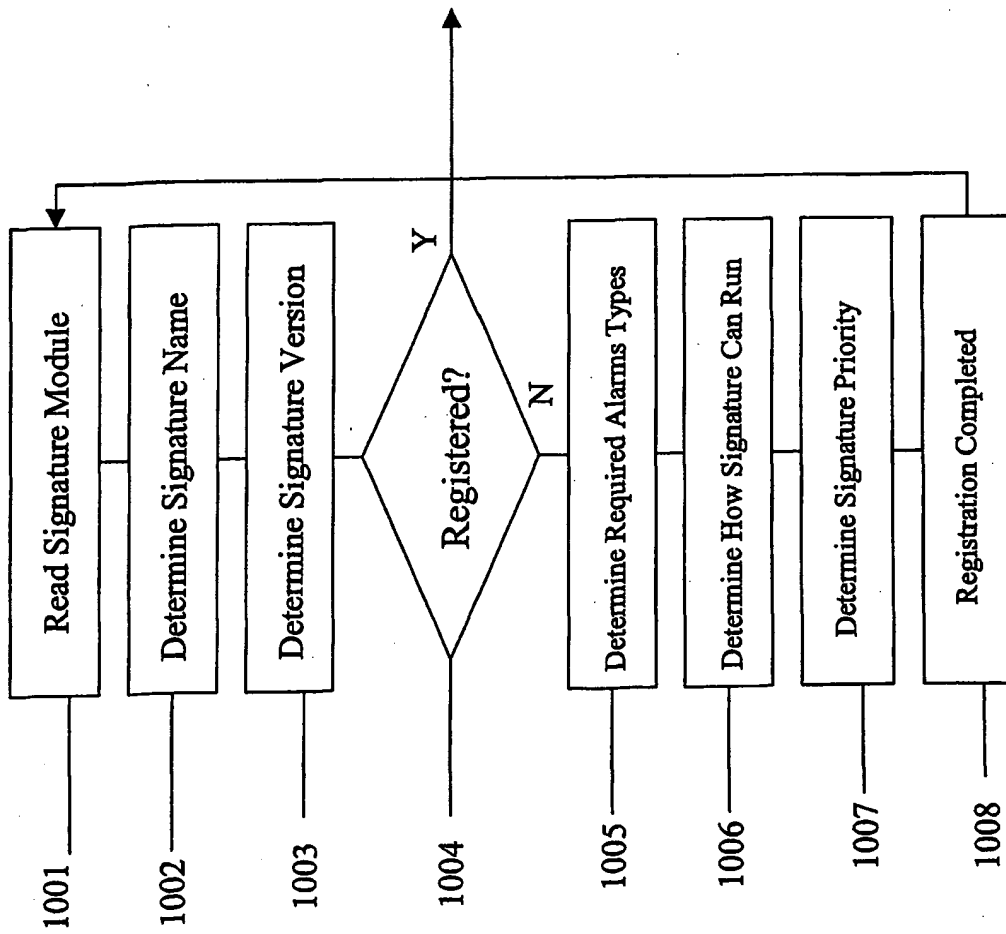 1001
Read Signature Module
1002
Determine Signature Name
1003
Determine Signature Version
1004
Registered?
Y
N
1005
Determine Required Alarms Types
1006
Determine How Signature Can Run
1007
Determine Signature Priority
1008
Registration Completed